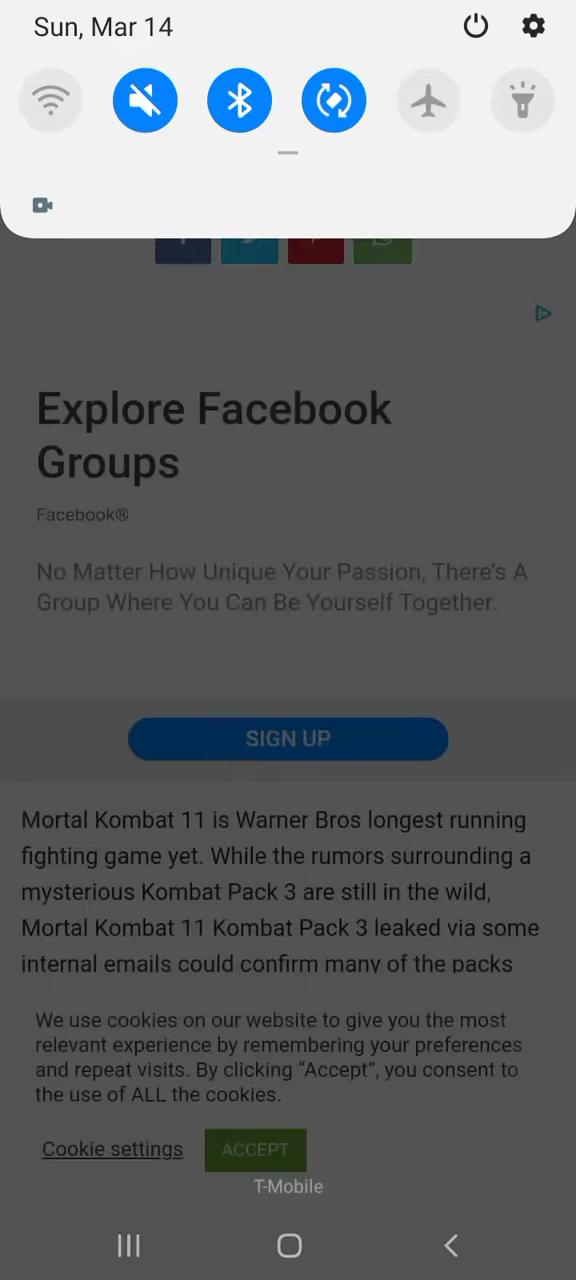 Sun, Mar 14
Explore Facebook
Groups
Facebook®
No Matter How Unique Your Passion, There's A
Group Where You Can Be Yourself Together.
SIGN UP
Mortal Kombat 11 is Warner Bros longest running
fighting game yet. While the rumors surrounding a
mysterious Kombat Pack 3 are still in the wild,
Mortal Kombat 11 Kombat Pack 3 leaked via some
internal emails could confirm many of the packs
We use cookies on our website to give you the most
relevant experience by remembering your preferences
and repeat visits. By clicking “Accept”, you consent to
the use of ALL the cookies.
Cookie settings
ACCEPT
T-Mobile